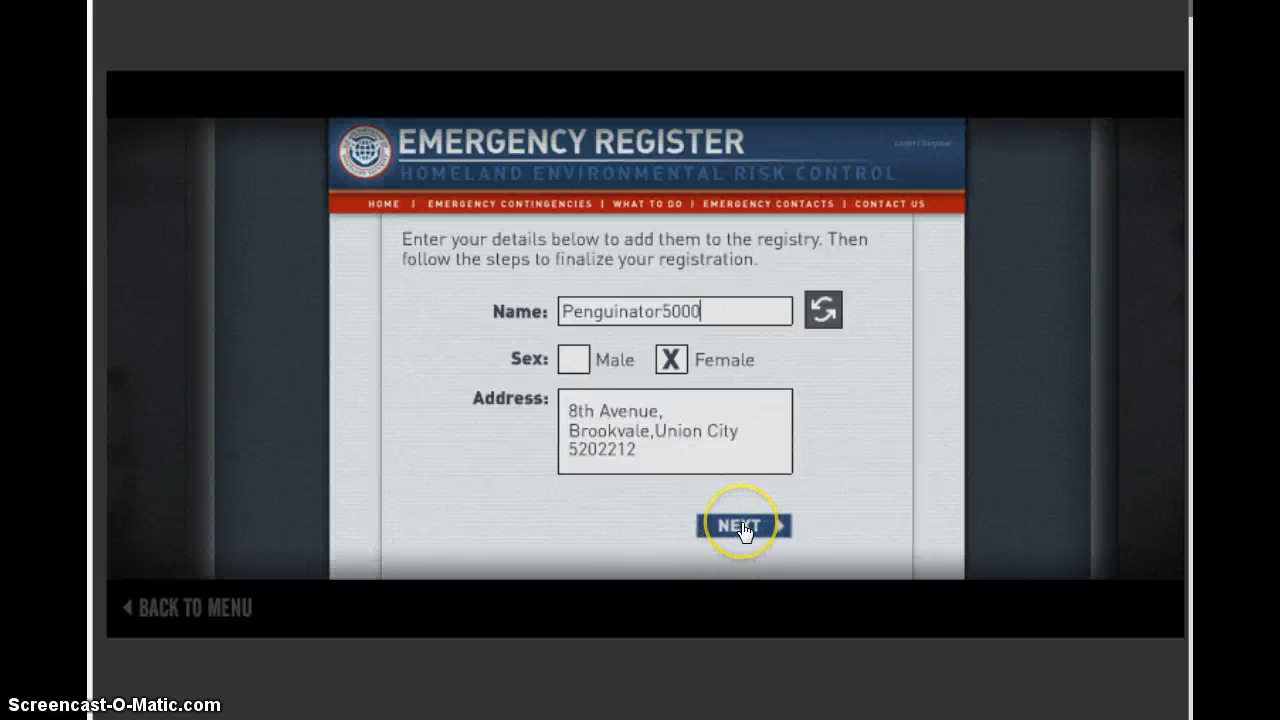 EMERGENCY REGISTER
Login | Register
HOMELAND ENVIRONMENTAL RISK CONTROL
HOME | EMERGENCY CONTINGENCIES | WHAT TO DO | EMERGENCY CONTACTS | CONTACT US
Enter your details below to add them to the registry. Then
follow the steps to finalize your registration.
Name: Penguinator5000
Sex: Male X Female
Address: 8th Avenue,
Brookvale,Union City
5202212
NEXT
BACK TO MENU
Screencast-O-Matic.com